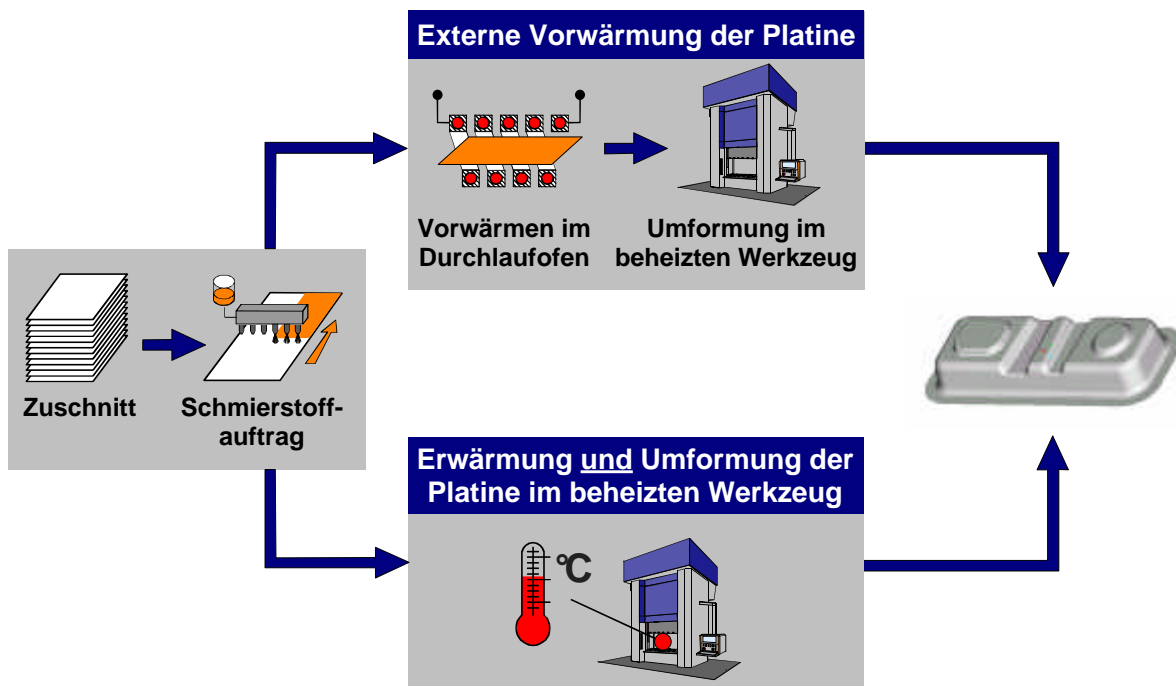 Externe Vorwärmung der Platine
Vorwärmen im
Durchlaufofen
Umformung im
beheizten Werkzeug
Zuschnitt
Schmierstoff-
auftrag
Erwärmung und Umformung der
Platine im beheizten Werkzeug
°C